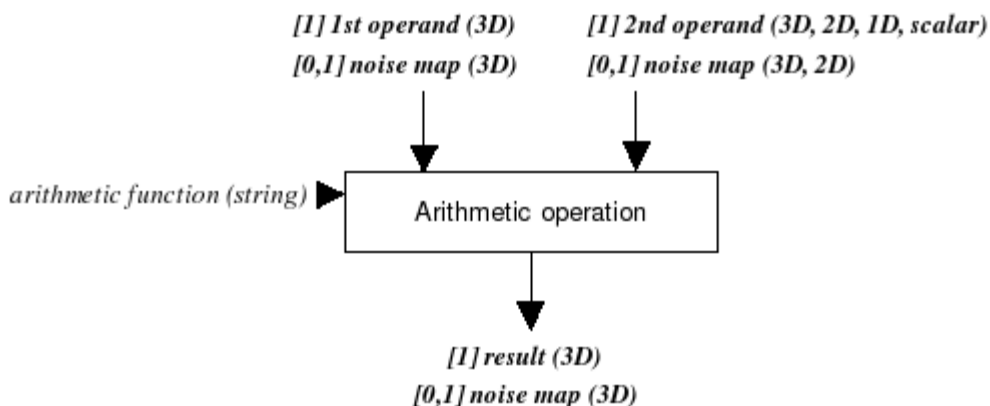 [1] 1st operand (3D)
[0,1] noise map (3D)
[1] 2nd operand (3D, 2D, 1D, scalar)
[0,1] noise map (3D, 2D)
arithmetic function (string)
Arithmetic operation
[1] result (3D)
[0,1] noise map (3D)